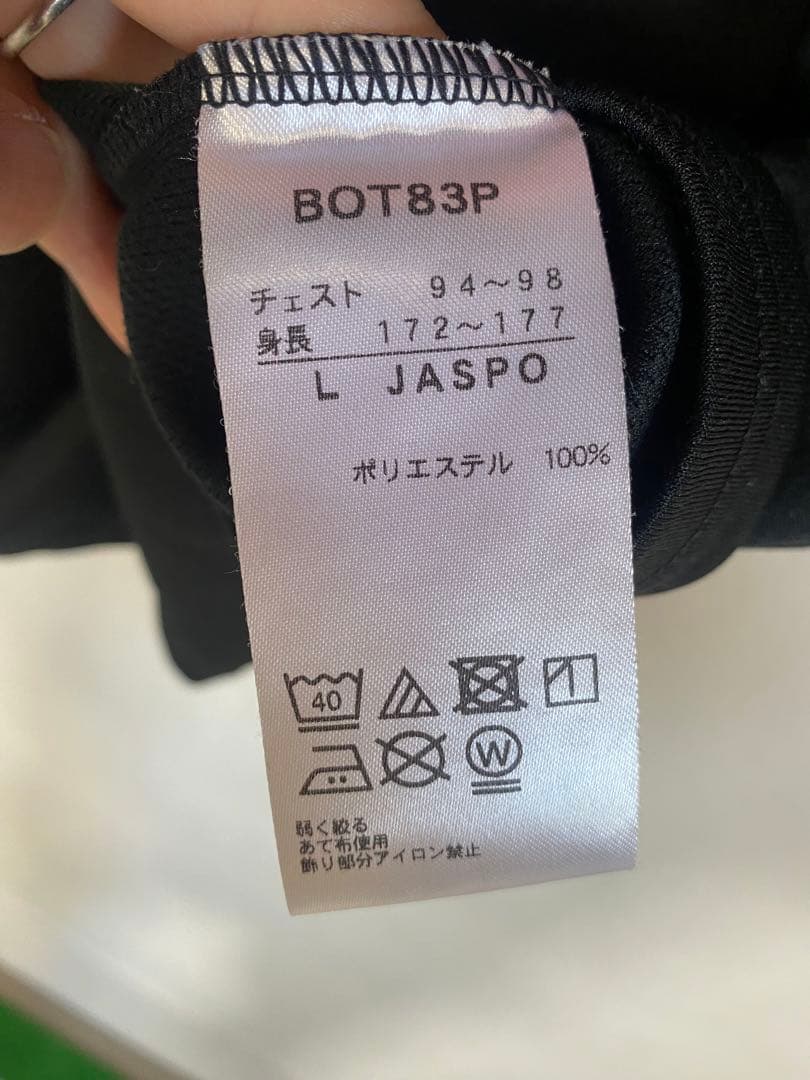 BOT83P
チェスト 94～98
身長 172～177
L JASPO
ポリエステル 100%
40
W
弱く絞る
あて布使用
飾り部分アイロン禁止